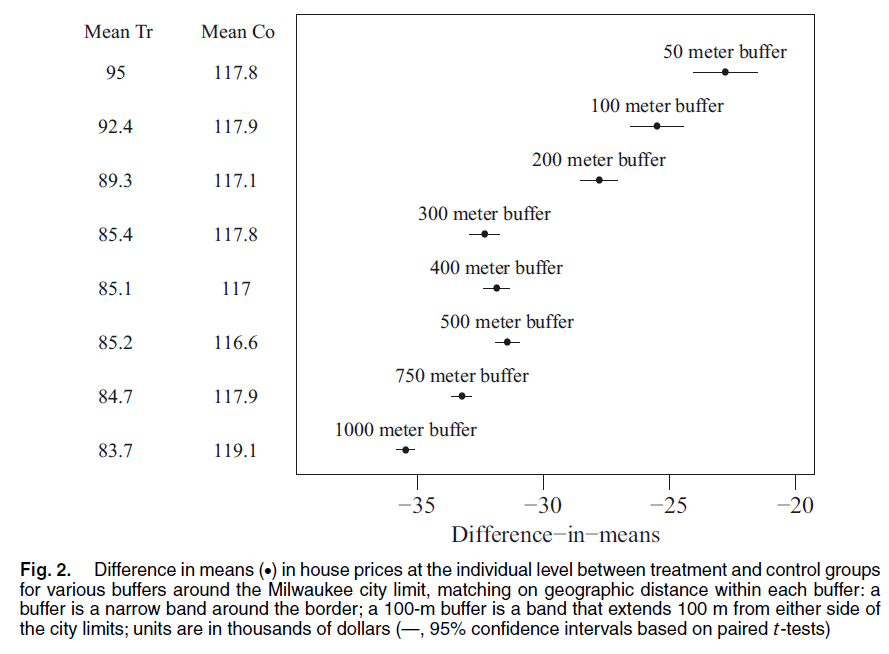 Mean Tr Mean Co
50 meter buffer
95 117.8
100 meter buffer
92.4 117.9
200 meter buffer
89.3 117.1
300 meter buffer
85.4 117.8
400 meter buffer
85.1 117
500 meter buffer
85.2 116.6
750 meter buffer
84.7 117.9
1000 meter buffer
83.7 119.1
−35 −30 −25 −20
Difference−in−means
Fig. 2. Difference in means (•) in house prices at the individual level between treatment and control groups
for various buffers around the Milwaukee city limit, matching on geographic distance within each buffer: a
buffer is a narrow band around the border; a 100-m buffer is a band that extends 100 m from either side of
the city limits; units are in thousands of dollars (—, 95% confidence intervals based on paired t-tests)